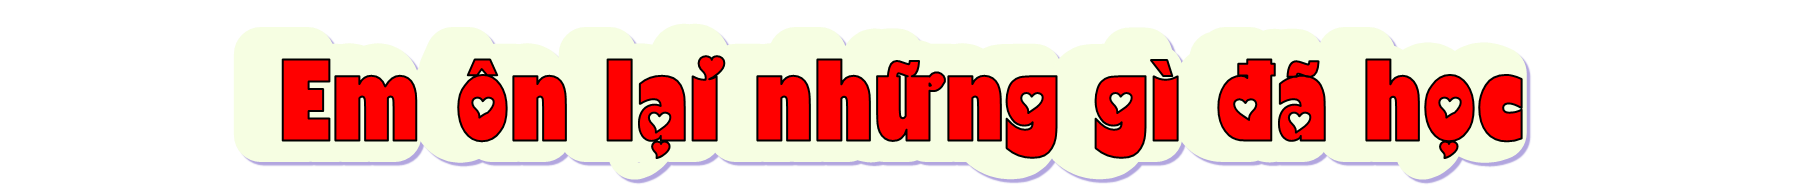 Em ôn lại những gì đã học